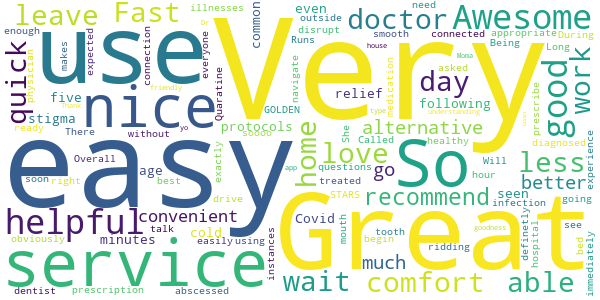 leave
Fast
illnesses
Dr
even
outside
disrupt
Runs
common
doctor
need
smooth
Awesome
connected
appropriate
During
Being
Long
enough
physician
makes
expected
connection
everyone
use
Very
house
Moma
asked
quick
stigma
five
ready
There
nice
without
Quarantine
GOLDEN
navigate
relief
day
medication
following
prescribe
good
work
diagnosed
experience
protocols
sooooo
alternative
Called
healthy
easy
Overall
soon
right
age
best
exactly
drive
friendly
yo
app
home
love
She
questions
treated
go
type
understanding
So
less
Will
hour
better
recommend
seen
infection
going
helpful
convenient
minutes
talk
cold
obviously
easily
using
instances
Covid
STARS
mouth
tooth
begin
much
Great
goodness
ridding
definetly
hospital
see
bed
immediately
service
dentist
prescription
abscessed
wait
comfort
able